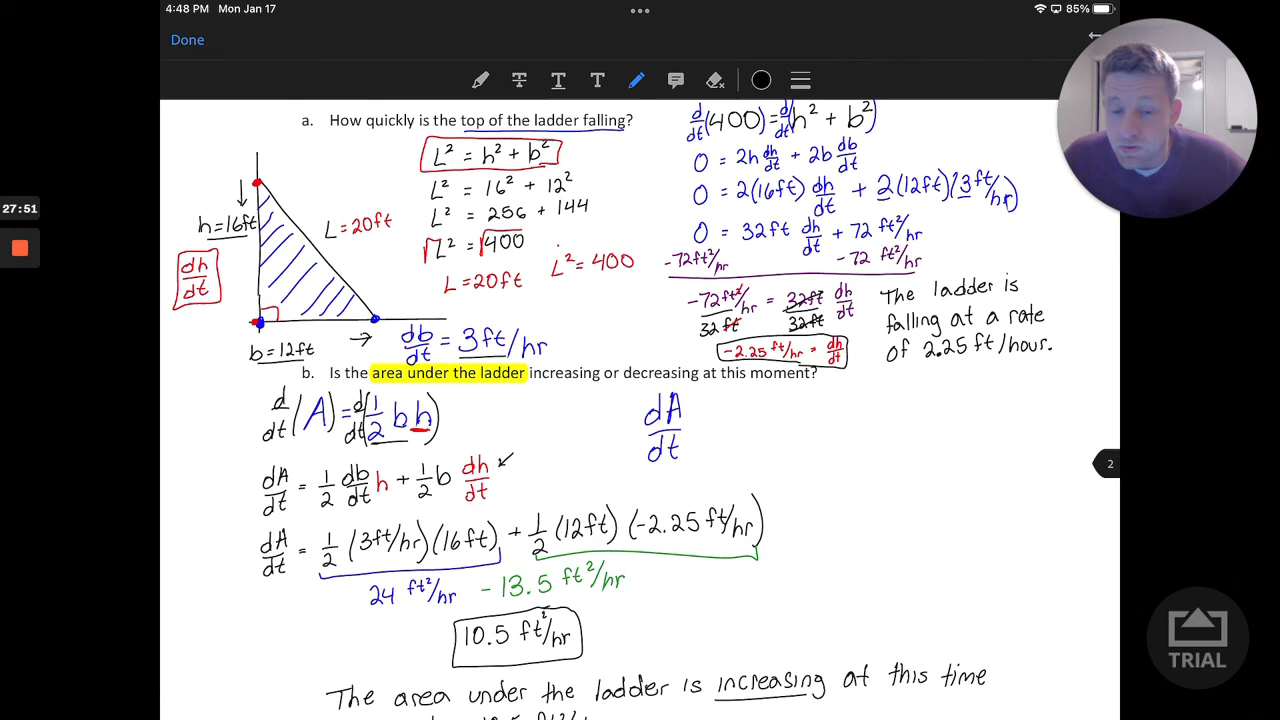 4:48 PM Mon Jan 17
85%
Done
27:51
a. How quickly is the top of the ladder falling?
L² = h² + b²
L² = 16² + 12²
L² = 256 + 144
√L² = √400
L = 20ft
L² = 400
h = 16ft
L = 20ft
dh/dt
b = 12ft
db/dt = 3ft/hr
d/dt(400) = d/dt(h² + b²)
0 = 2h dh/dt + 2b db/dt
0 = 2(16ft) dh/dt + 2(12ft)(3ft/hr)
0 = 32ft dh/dt + 72 ft²/hr
-72ft²/hr - 72 ft²/hr
-72ft²/hr / 32 ft = 32ft/32ft dh/dt
-2.25 ft/hr = dh/dt
The ladder is
falling at a rate
of 2.25 ft/hour.
b. Is the area under the ladder increasing or decreasing at this moment?
d/dt(A) = d/dt(1/2 b h)
dA/dt
dA/dt = 1/2 db/dt h + 1/2 b dh/dt
dA/dt = 1/2 (3ft/hr)(16ft) + 1/2 (12ft)(-2.25 ft/hr)
24 ft²/hr - 13.5 ft²/hr
10.5 ft²/hr
The area under the ladder is increasing at this time
2
TRIAL